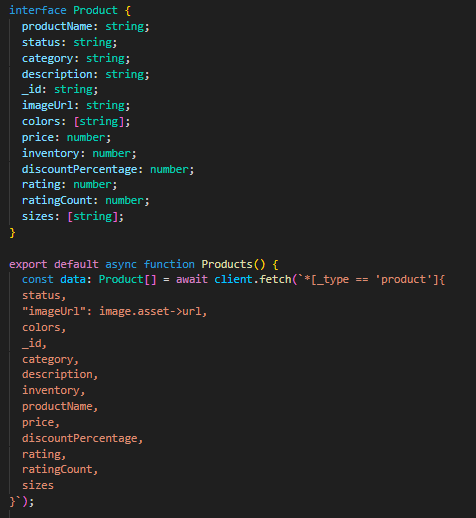 interface Product {
  productName: string;
  status: string;
  category: string;
  description: string;
  _id: string;
  imageUrl: string;
  colors: [string];
  price: number;
  inventory: number;
  discountPercentage: number;
  rating: number;
  ratingCount: number;
  sizes: [string];
}

export default async function Products() {
  const data: Product[] = await client.fetch(`*[_type == 'product']{
  status,
  "imageUrl": image.asset->url,
  colors,
  _id,
  category,
  description,
  inventory,
  productName,
  price,
  discountPercentage,
  rating,
  ratingCount,
  sizes
}`);